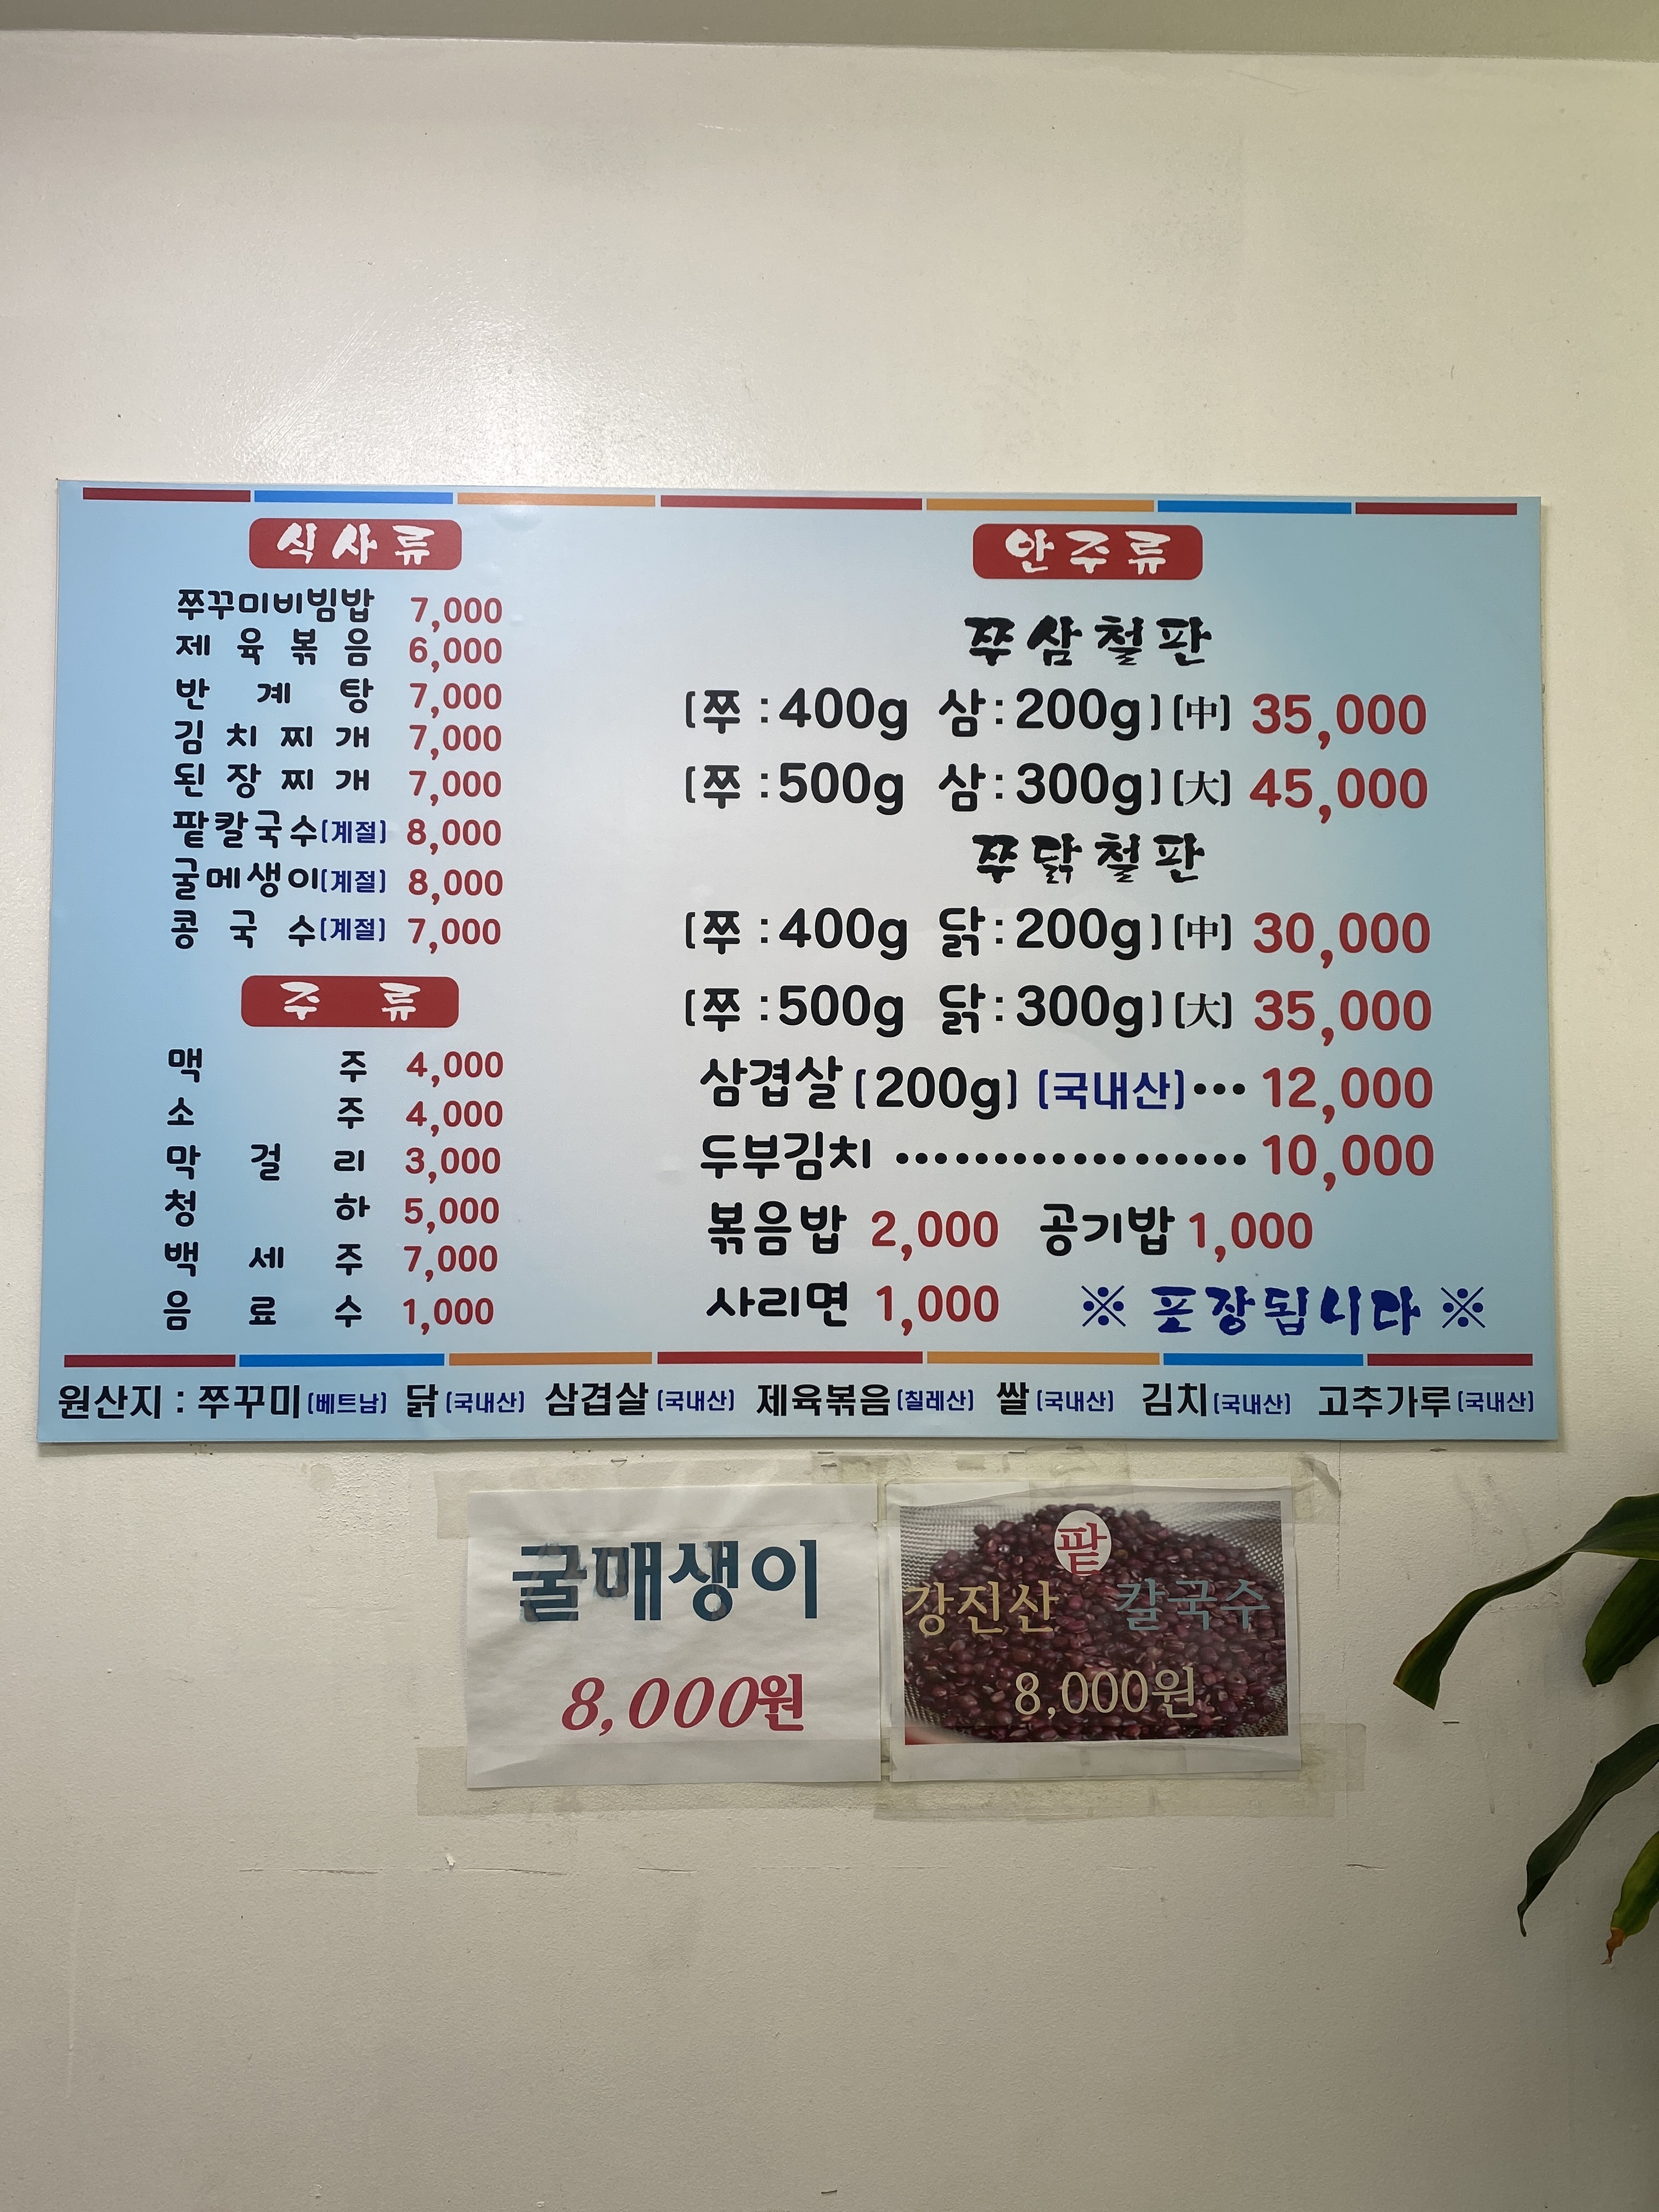 식사류
쭈꾸미비빔밥 7,000
제육볶음 6,000
반계탕 7,000
김치찌개 7,000
된장찌개 7,000
팥칼국수(계절) 8,000
굴메생이(계절) 8,000
콩국수(계절) 7,000
주류
맥주 4,000
소주 4,000
막걸리 3,000
청하 5,000
백세주 7,000
음료수 1,000
안주류
쭈삼철판
(쭈:400g 삼:200g) (中) 35,000
(쭈:500g 삼:300g) (大) 45,000
쭈닭철판
(쭈:400g 닭:200g) (中) 30,000
(쭈:500g 닭:300g) (大) 35,000
삼겹살(200g) (국내산)••• 12,000
두부김치 •••••••••••••••••• 10,000
볶음밥 2,000 공기밥 1,000
사리면 1,000 ※ 포장됩니다 ※
원산지 : 쭈꾸미(베트남) 닭(국내산) 삼겹살(국내산) 제육볶음(칠레산) 쌀(국내산) 김치(국내산) 고추가루(국내산)
굴매생이
8,000원
팥
강진산 칼국수
8,000원